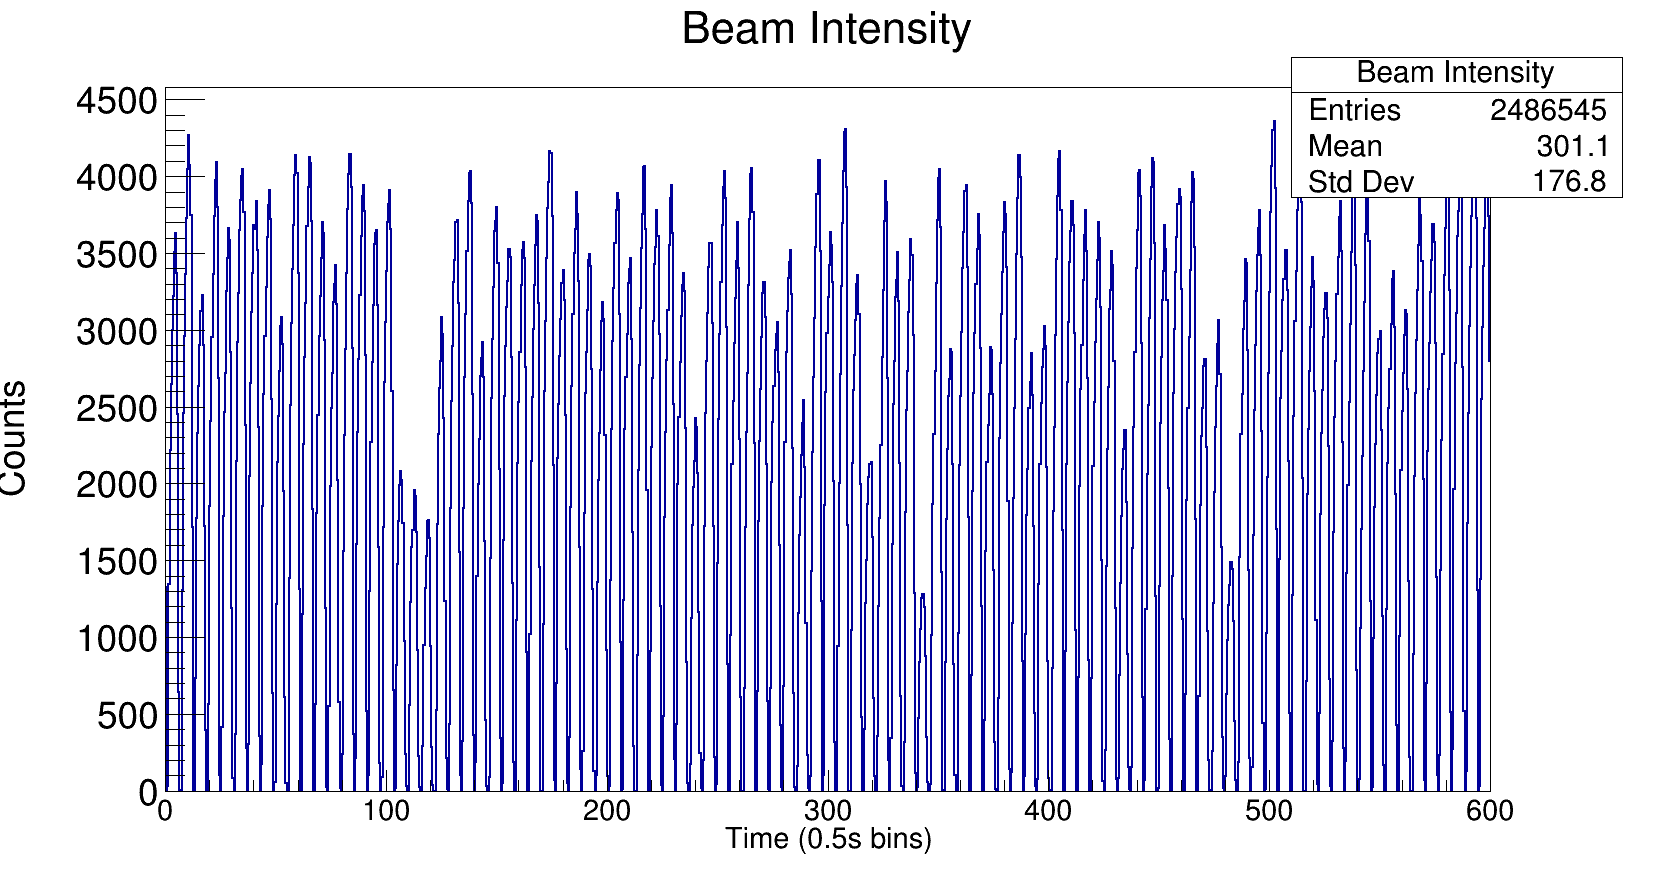 Beam Intensity
Beam Intensity
Entries 2486545
Mean 301.1
Std Dev 176.8
4500
4000
3500
3000
2500
2000
1500
1000
500
0
Counts
0 100 200 300 400 500 600
Time (0.5s bins)